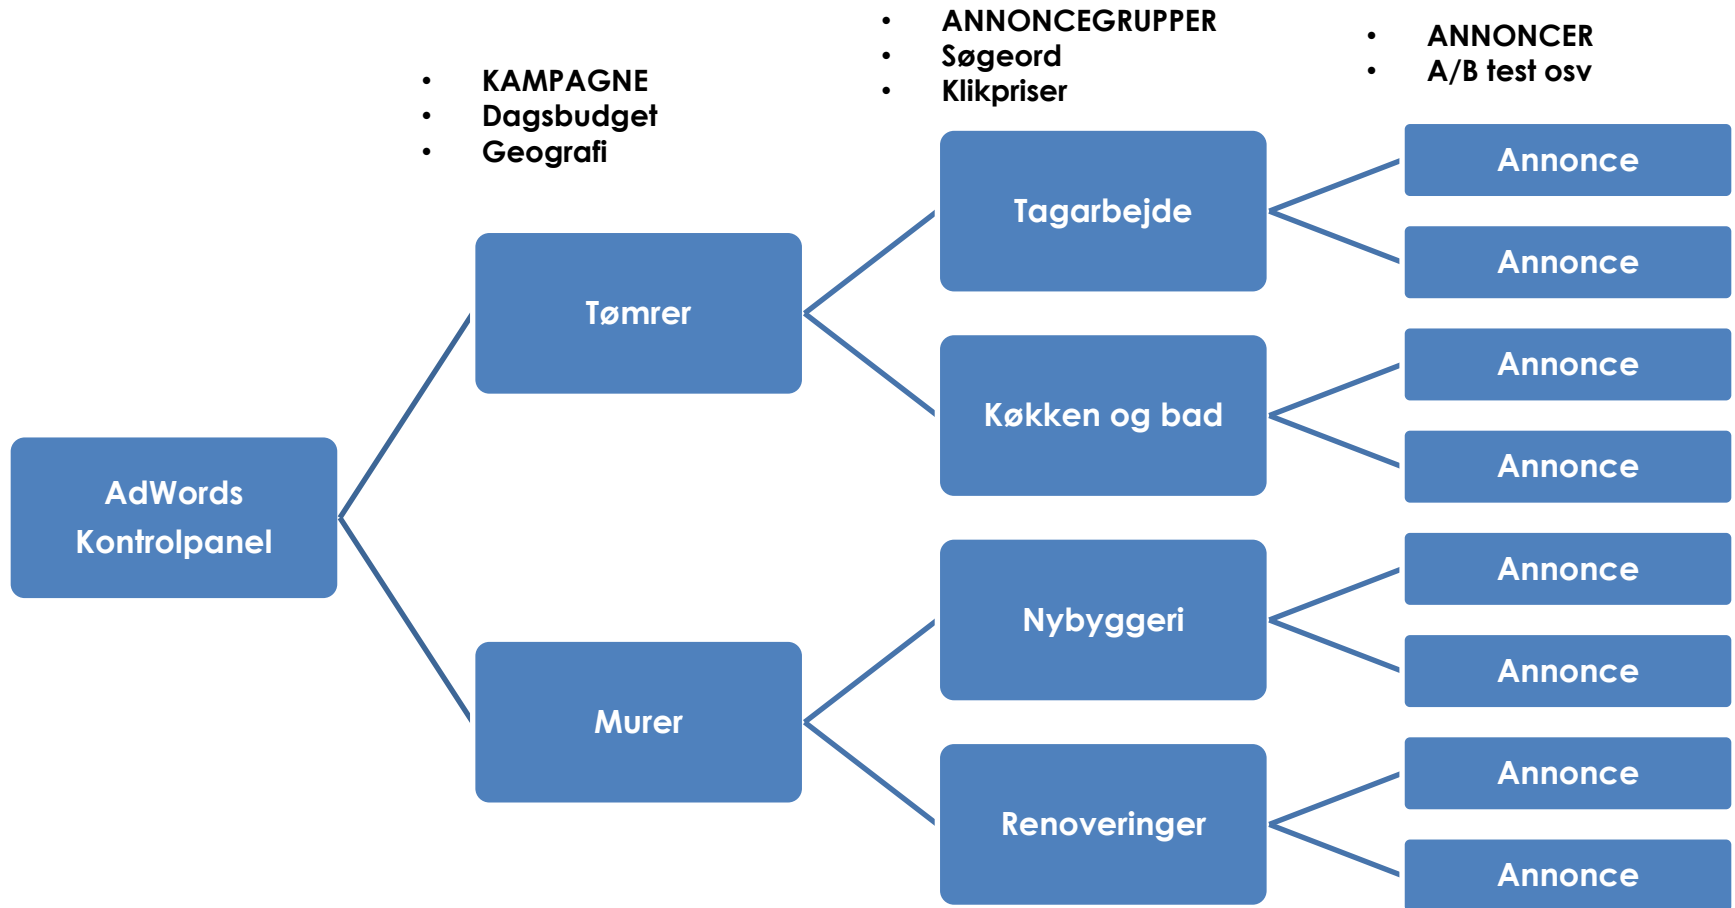 • KAMPAGNE
• Dagsbudget
• Geografi
• ANNONCEGRUPPER
• Søgeord
• Klikpriser
• ANNONCER
• A/B test osv
AdWords
Kontrolpanel
Tømrer
Murer
Tagarbejde
Køkken og bad
Nybyggeri
Renoveringer
Annonce
Annonce
Annonce
Annonce
Annonce
Annonce
Annonce
Annonce